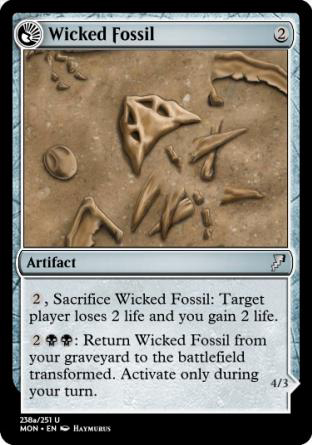 Wicked Fossil 2
Artifact
2 , Sacrifice Wicked Fossil: Target
player loses 2 life and you gain 2 life.
2 : Return Wicked Fossil from
your graveyard to the battlefield
transformed. Activate only during
your turn.
4/3
238a/251 U
MON • EN Haymurus